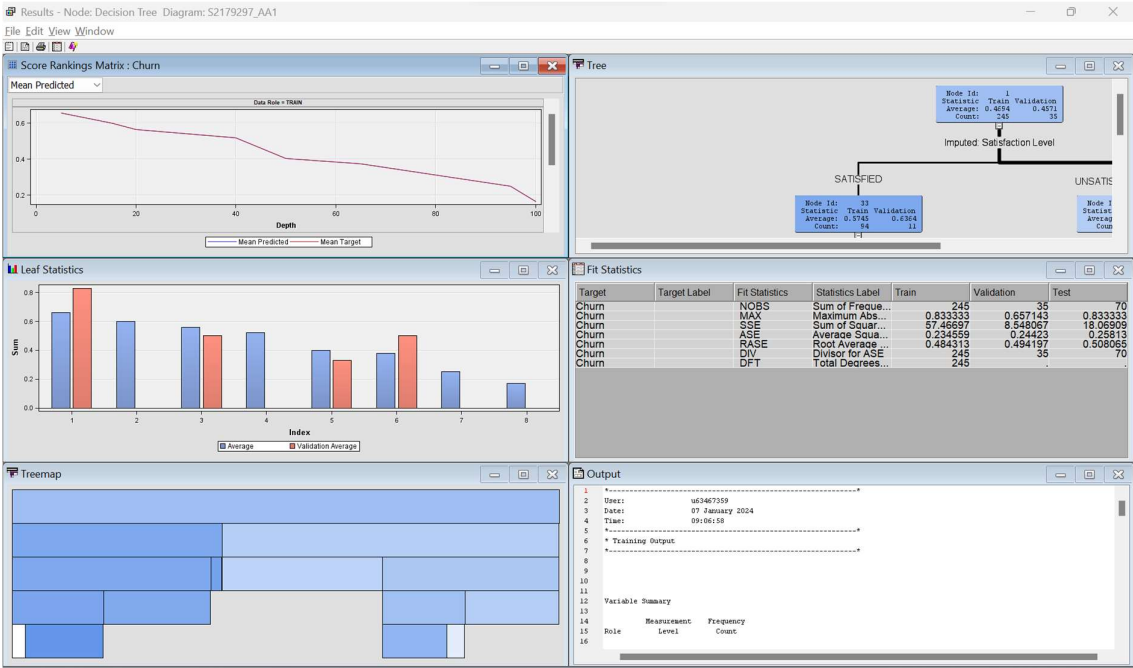 Results - Node: Decision Tree Diagram: S2179297_AA1
File Edit View Window
Score Rankings Matrix : Churn
Mean Predicted
Data Role = TRAIN
0.6
0.4
0.2
0 20 40 60 80 100
Depth
Mean Predicted Mean Target
Tree
Node Id: 1
Statistic Train Validation
Average: 0.4694 0.4571
Count: 245 35
Imputed: Satisfaction Level
SATISFIED
UNSATIS
Node Id: 33
Statistic Train Validation
Average: 0.5745 0.6364
Count: 94 11
Node I
Statist
Averag
Coun
Leaf Statistics
0.8
0.6
0.4
0.2
0.0
Sum
1 2 3 4 5 6 7 8
Index
Average Validation Average
Fit Statistics
Target Target Label Fit Statistics Statistics Label Train Validation Test
Churn NOBS Sum of Freque... 245 35 70
Churn MAX Maximum Abs... 0.833333 0.657143 0.833333
Churn SSE Sum of Squar... 57.46697 8.548067 18.06909
Churn ASE Average Squa... 0.234559 0.24423 0.25813
Churn RASE Root Average ... 0.484313 0.494197 0.508065
Churn DIV Divisor for ASE 245 35 70
Churn DFT Total Degrees... 245 . .
Treemap
Output
1 *------------------------------------------------------------*
2 User: u63467359
3 Date: 07 January 2024
4 Time: 09:06:58
5 *------------------------------------------------------------*
6 * Training Output
7 *------------------------------------------------------------*
8
9
10
11
12 Variable Summary
13
14 Measurement Frequency
15 Role Level Count
16